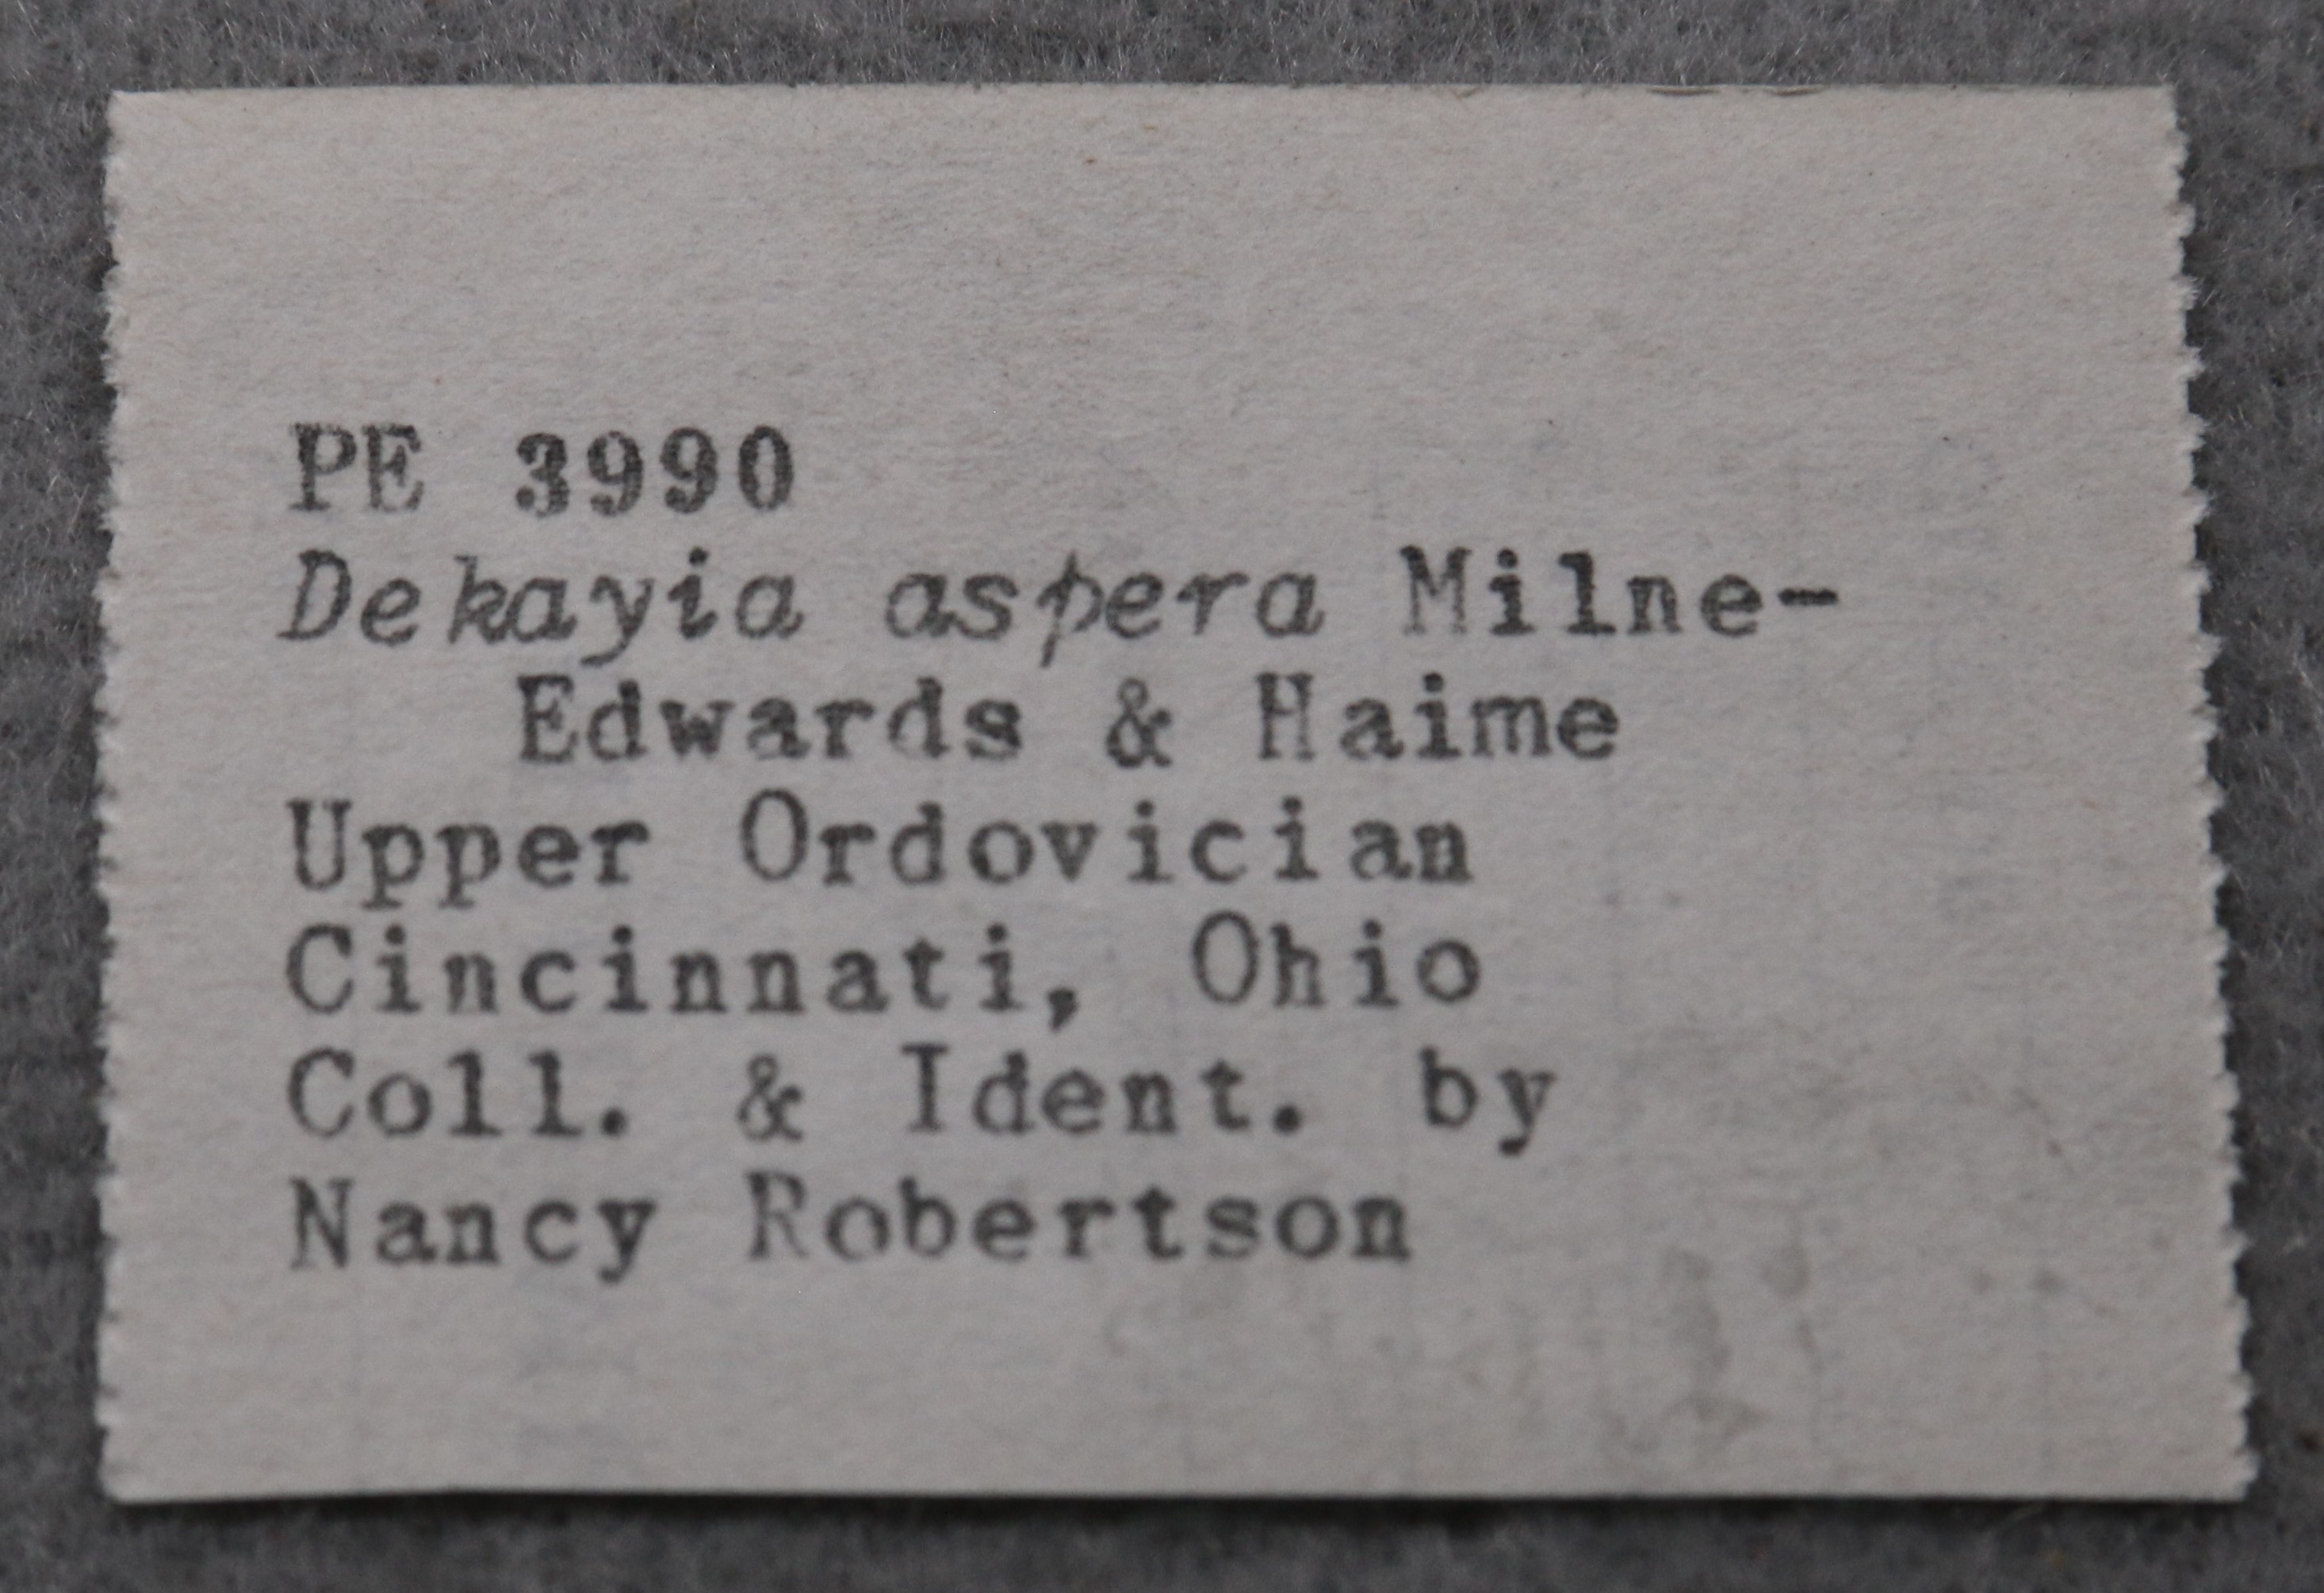 PE 3990
Dekayia aspera Milne-
Edwards & Haime
Upper Ordovician
Cincinnati, Ohio
Coll. & Ident. by
Nancy Robertson